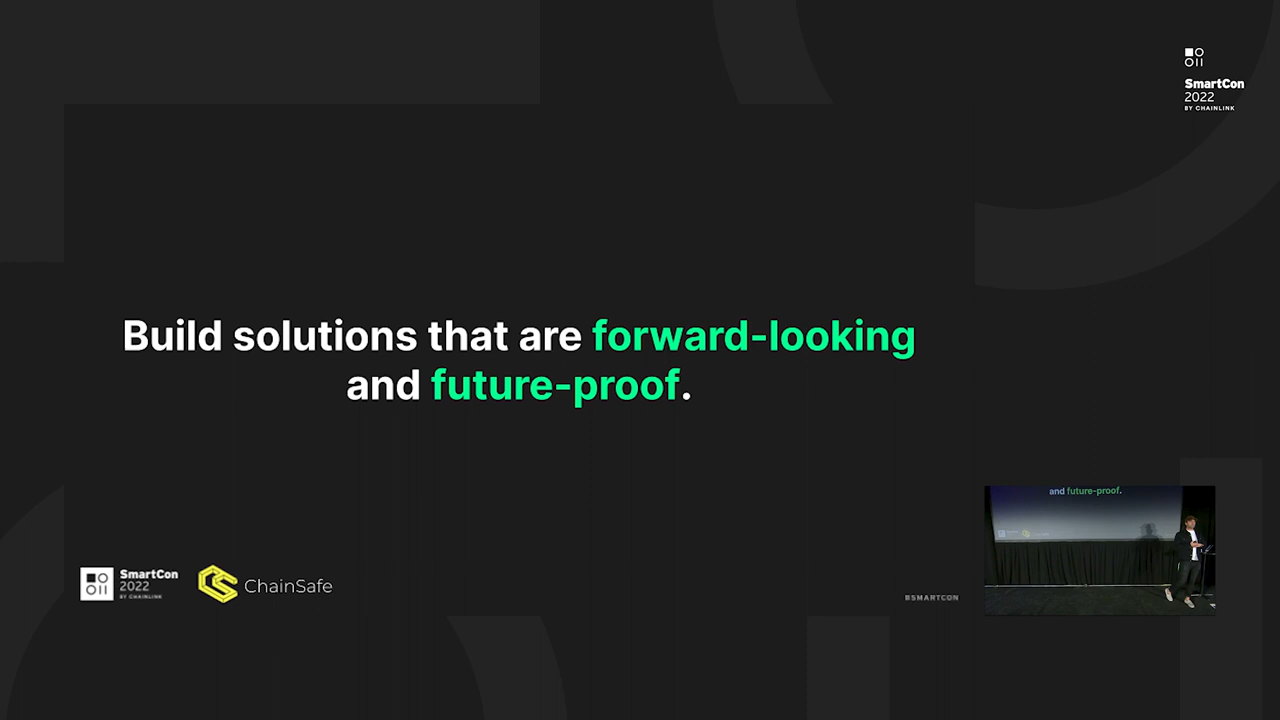 SmartCon
2022
BY CHAINLINK
Build solutions that are forward-looking
and future-proof.
SmartCon
2022
BY CHAINLINK
ChainSafe
#SMARTCON
and future-proof.